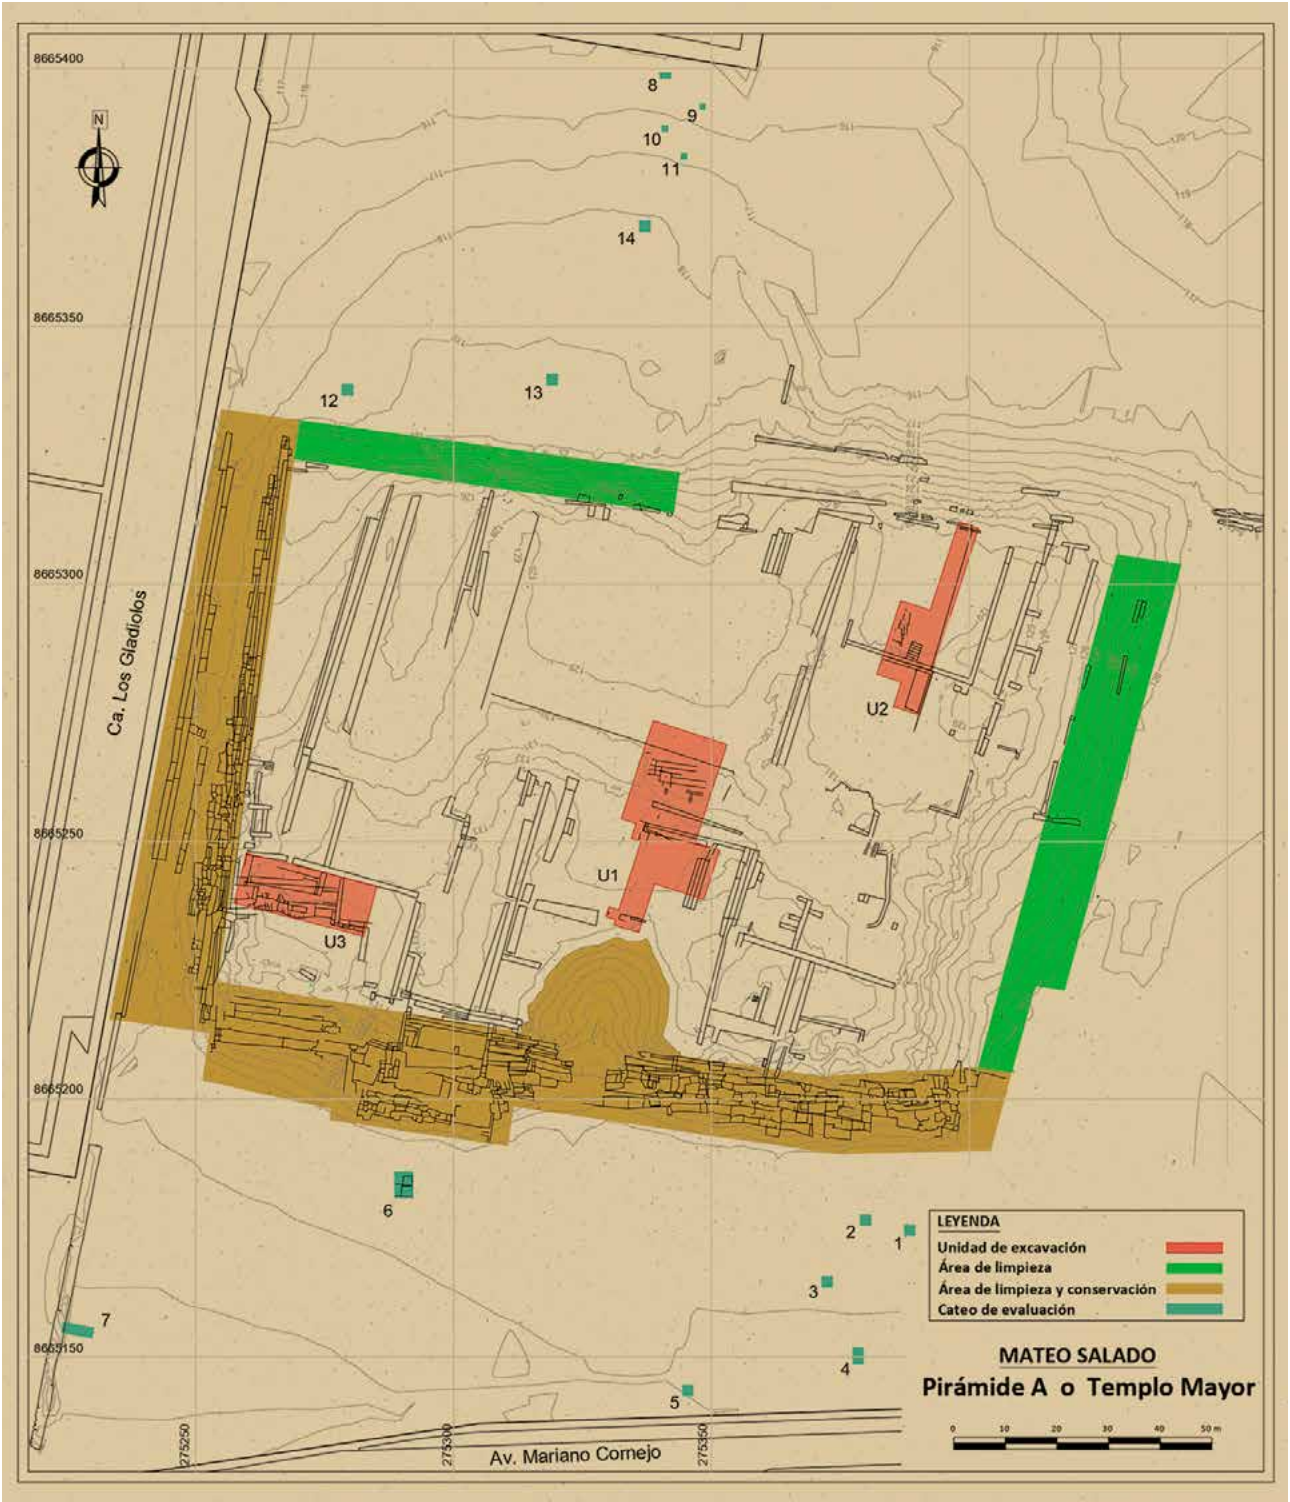 8665400
8
9
10
11
N
14
8665350
12
13
8665300
Ca. Los Gladiolos
U2
8665250
U1
U3
8665200
6
2
1
3
7
8665150
4
5
275250
275300
275350
Av. Mariano Cornejo
LEYENDA
Unidad de excavación
Área de limpieza
Área de limpieza y conservación
Cateo de evaluación
MATEO SALADO
Pirámide A o Templo Mayor
0 10 20 30 40 50 m